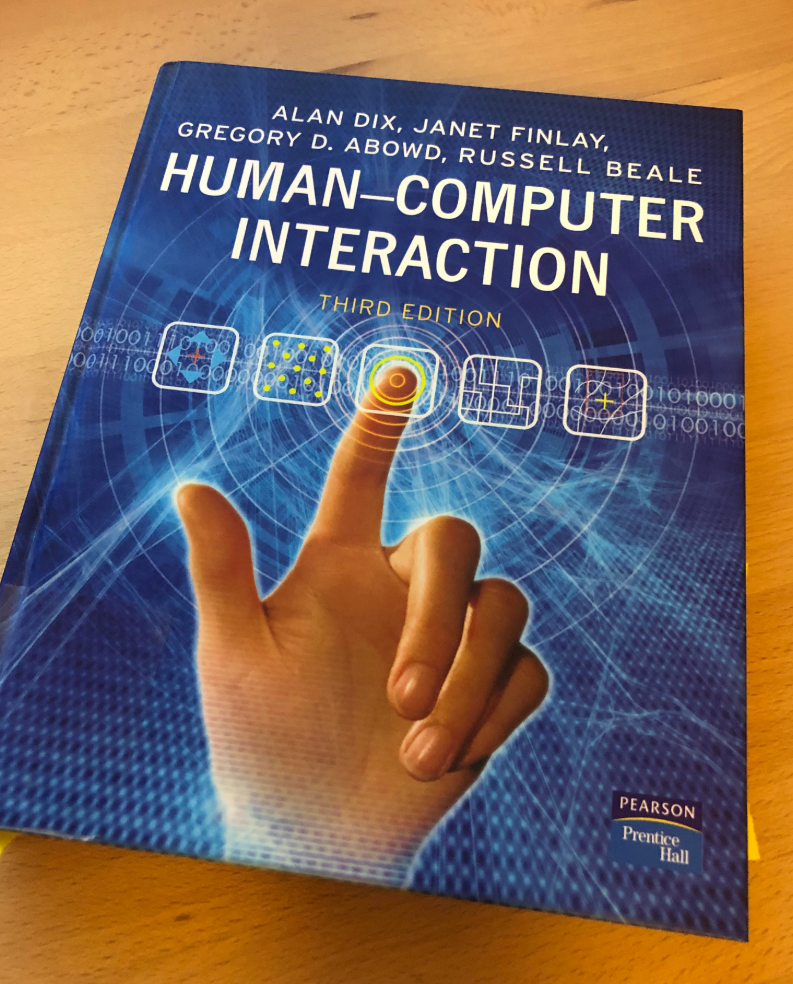 ALAN DIX, JANET FINLAY,
GREGORY D. ABOWD, RUSSELL BEALE
HUMAN—COMPUTER
INTERACTION
THIRD EDITION
PEARSON
Prentice
Hall